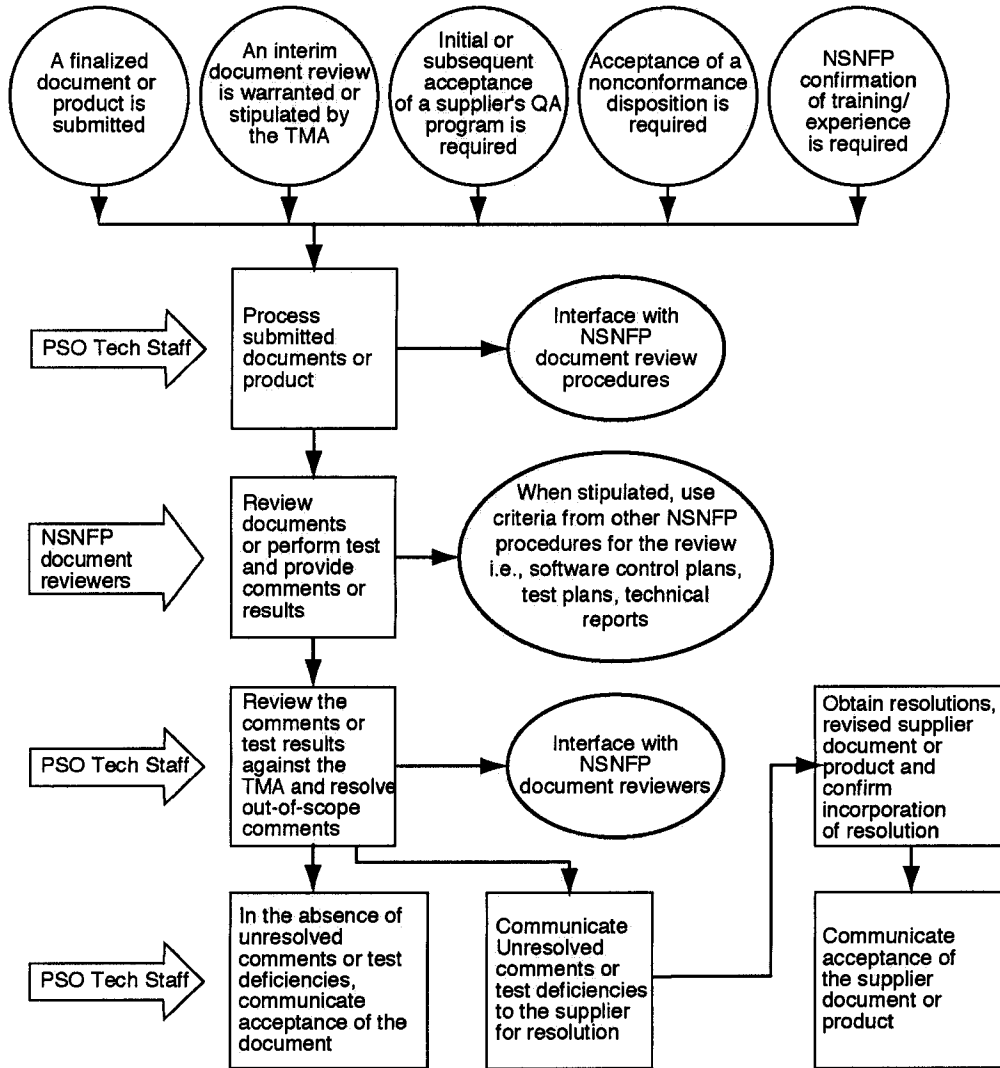 A finalized
document or
product is
submitted
An interim
document review
is warranted or
stipulated by
the TMA
Initial or
subsequent
acceptance
of a supplier's QA
program is
required
Acceptance of a
nonconformance
disposition is
required
NSNFP
confirmation
of training/
experience
is required
PSO Tech Staff
Process
submitted
documents or
product
Interface with
NSNFP
document review
procedures
NSNFP
document
reviewers
Review
documents
or perform test
and provide
comments or
results
When stipulated, use
criteria from other NSNFP
procedures for the review
i.e., software control plans,
test plans, technical
reports
PSO Tech Staff
Review the
comments or
test results
against the
TMA and resolve
out-of-scope
comments
Interface with
NSNFP
document reviewers
Obtain resolutions,
revised supplier
document or
product and
confirm
incorporation
of resolution
PSO Tech Staff
In the absence of
unresolved
comments or test
deficiencies,
communicate
acceptance of the
document
Communicate
Unresolved
comments or
test deficiencies
to the supplier
for resolution
Communicate
acceptance of
the supplier
document or
product